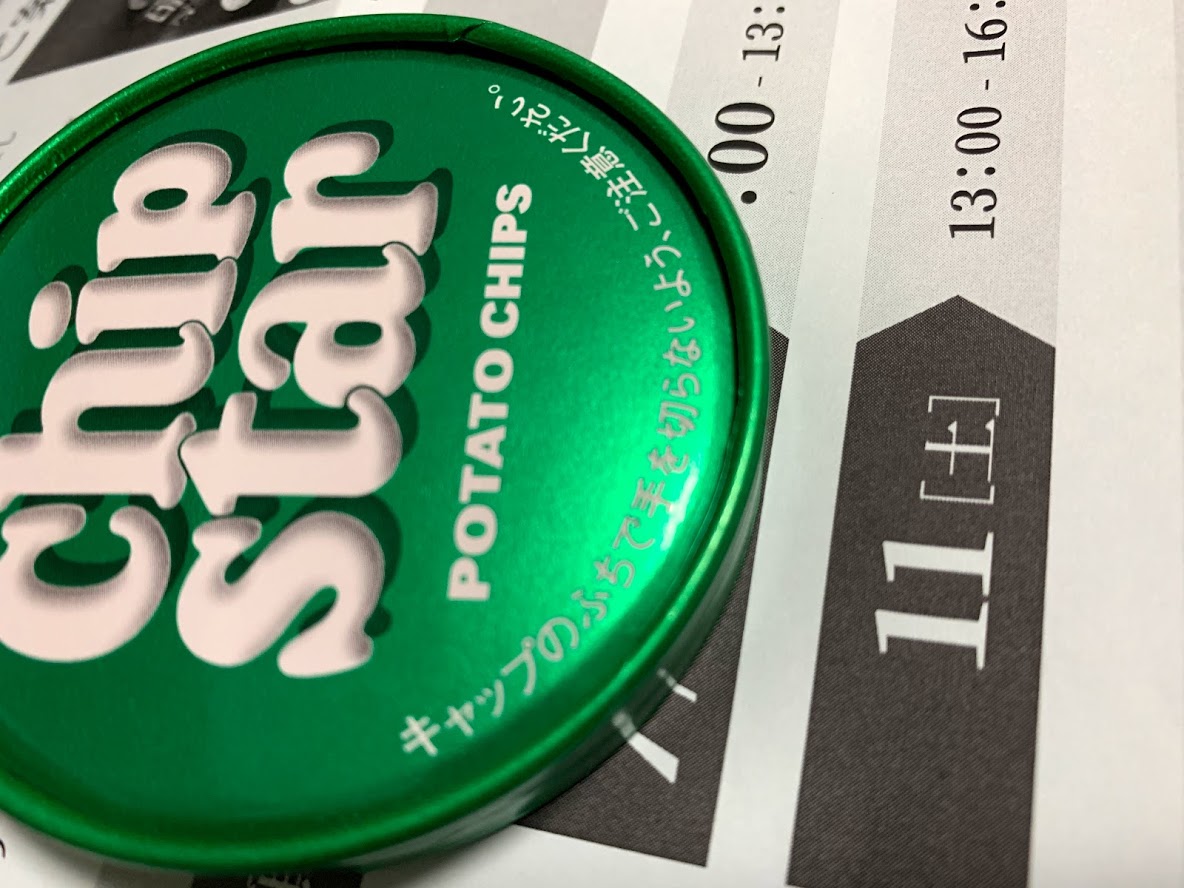 chip
star
POTATO CHIPS
キャップのふちで手を切らないよう、ご注意ください。
:00 - 13:
11[土]
13:00 - 16: